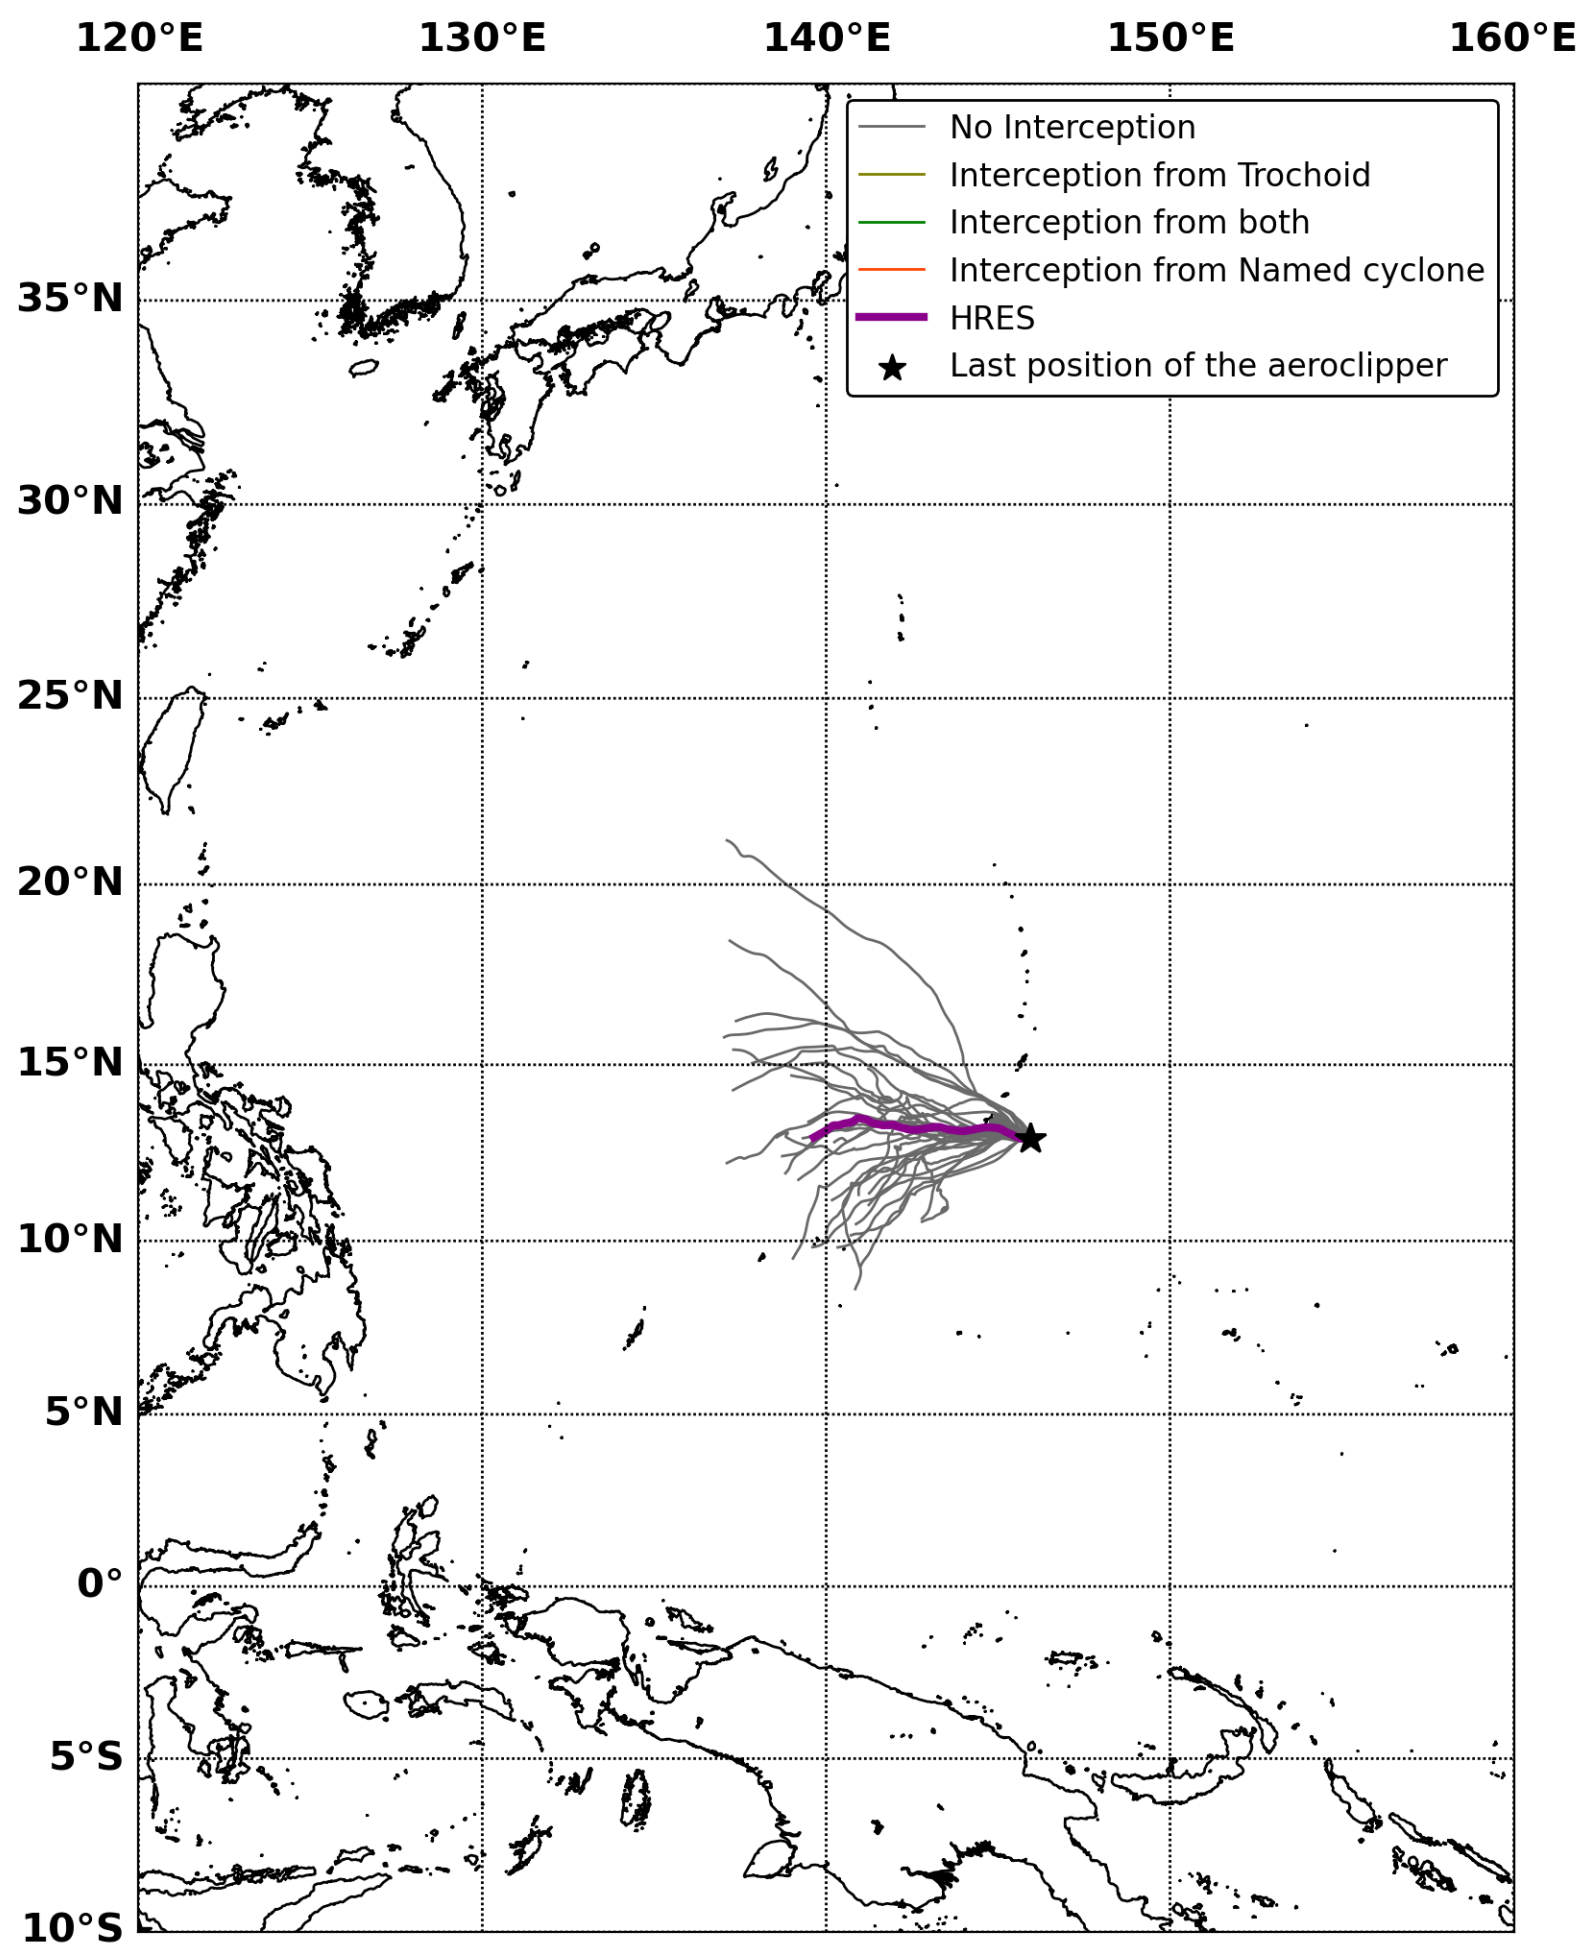 120°E 130°E 140°E 150°E 160°E
No Interception
Interception from Trochoid
Interception from both
Interception from Named cyclone
HRES
Last position of the aeroclipper
35°N
30°N
25°N
20°N
15°N
10°N
5°N
0°
5°S
10°S